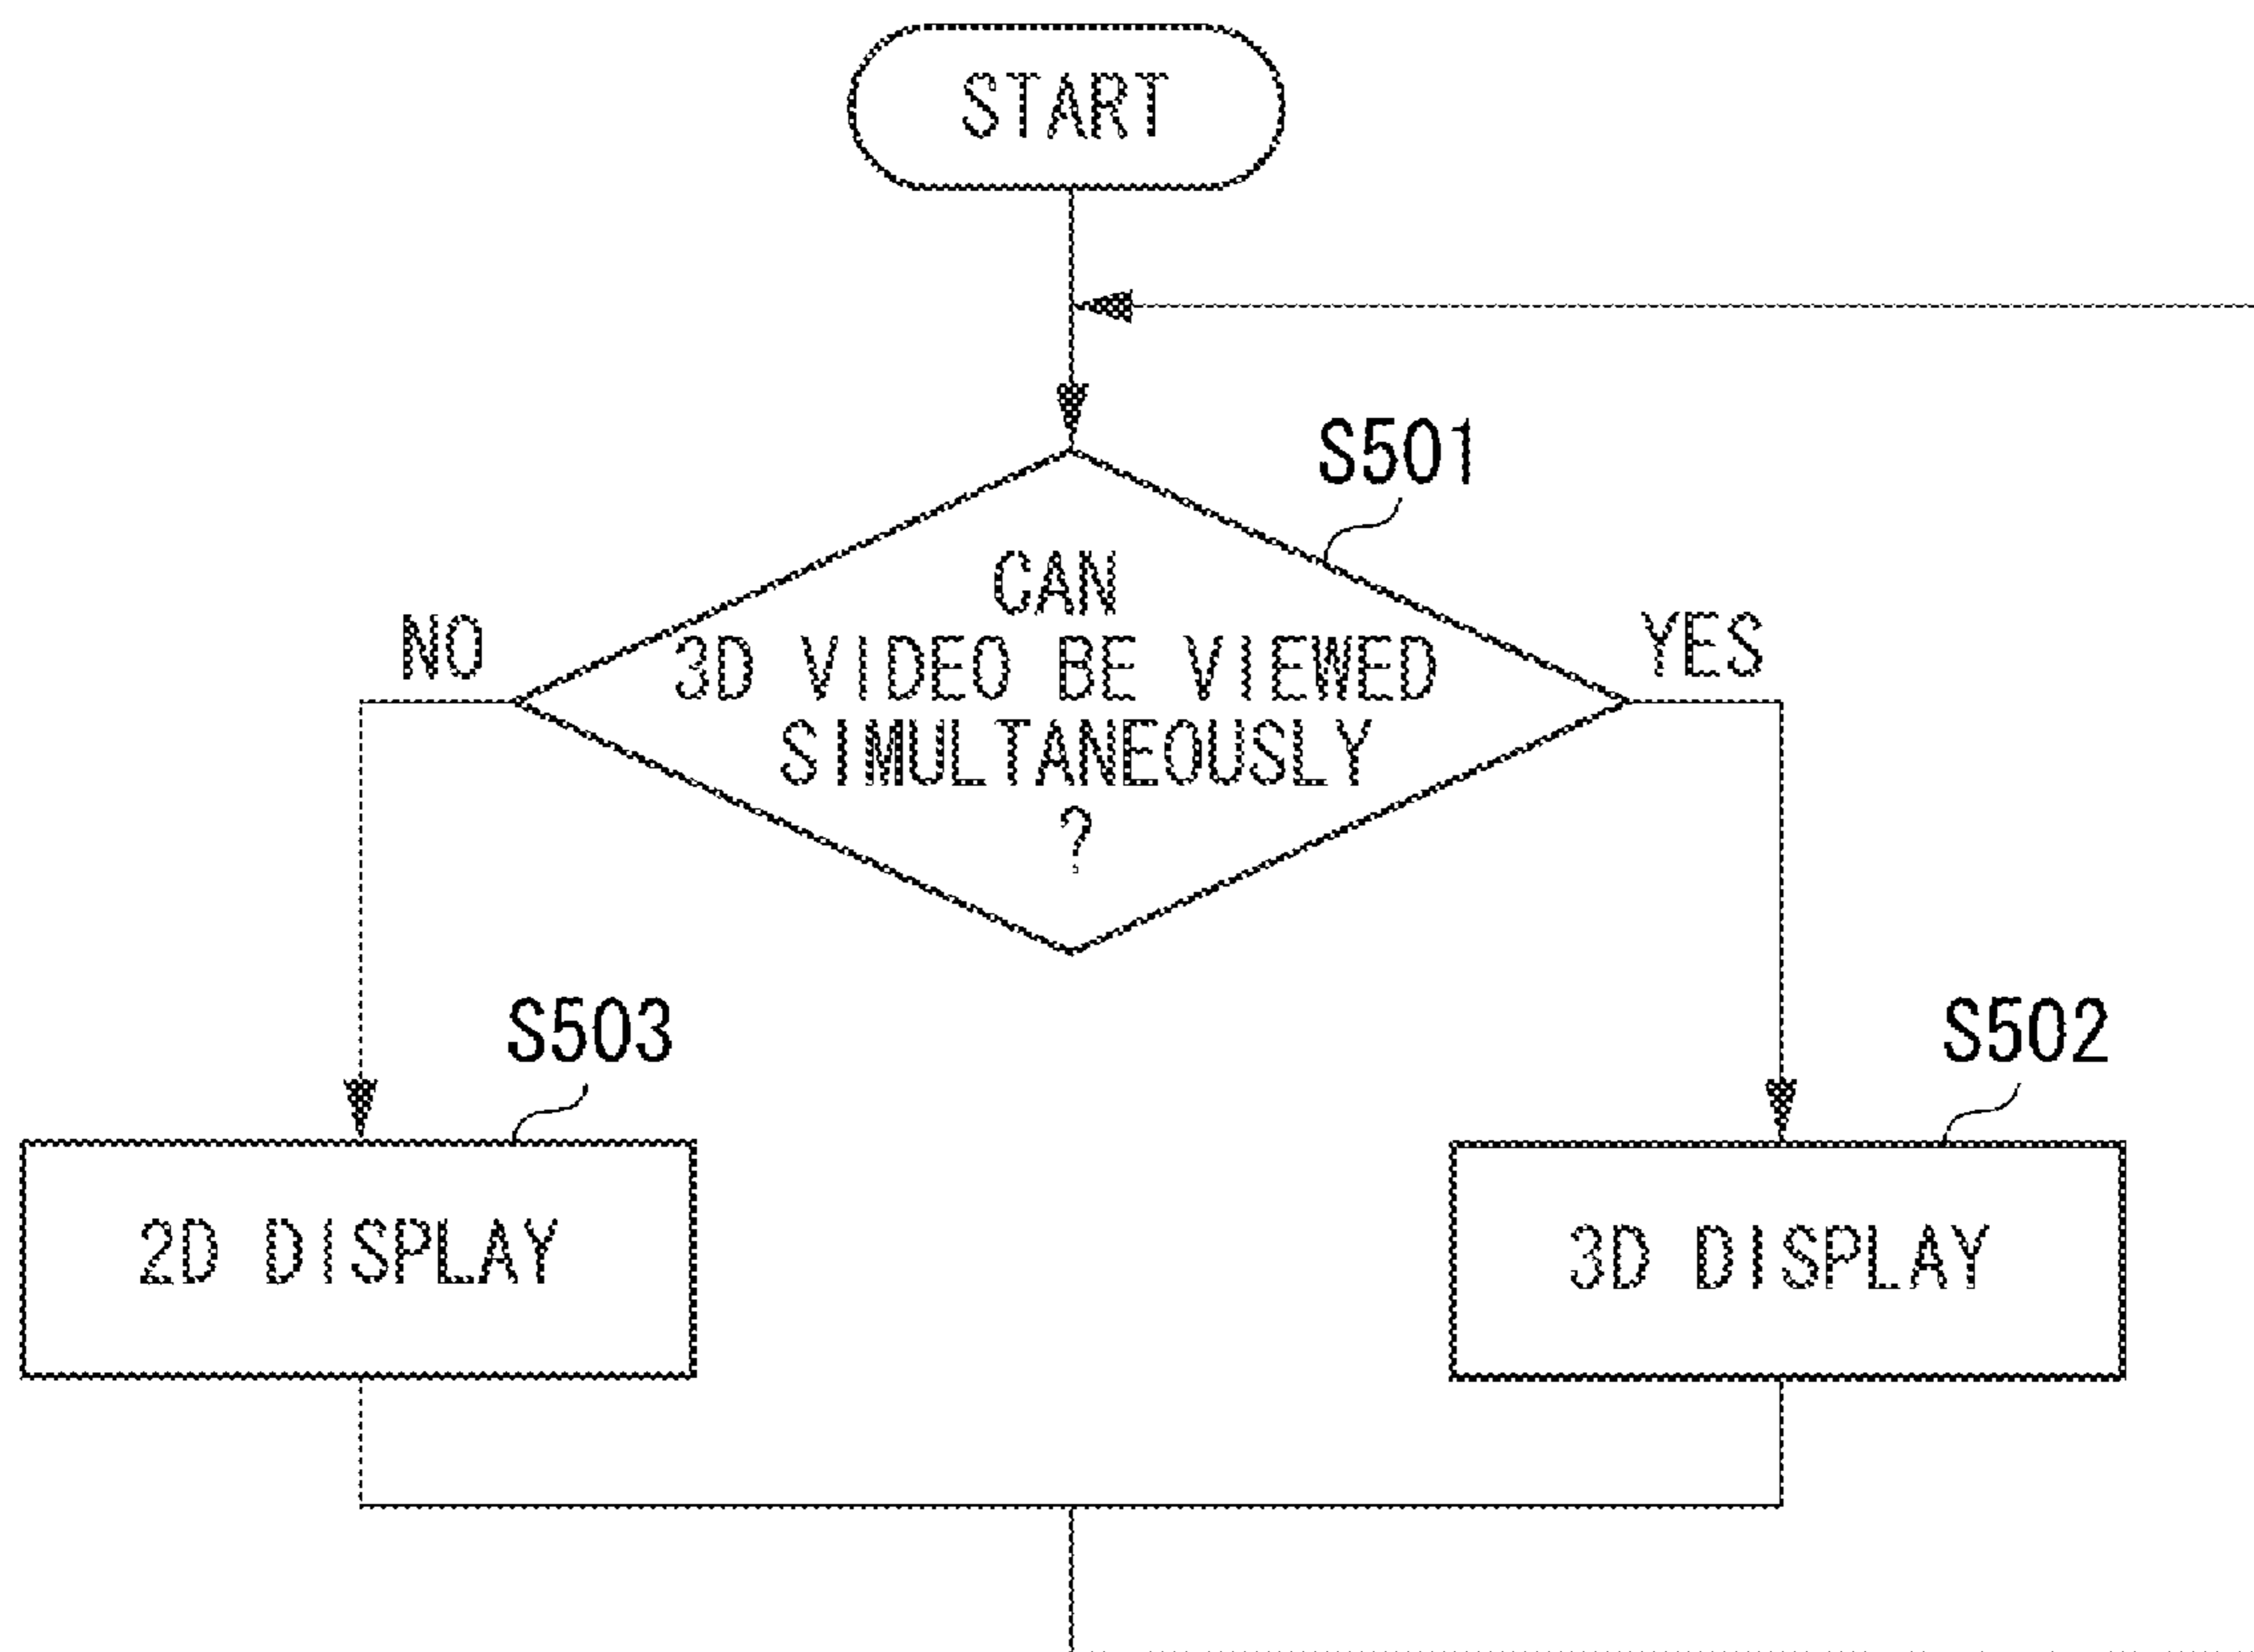 START
S501
CAN
3D VIDEO BE VIEWED
SIMULTANEOUSLY
?
NO
YES
S503
S502
2D DISPLAY
3D DISPLAY